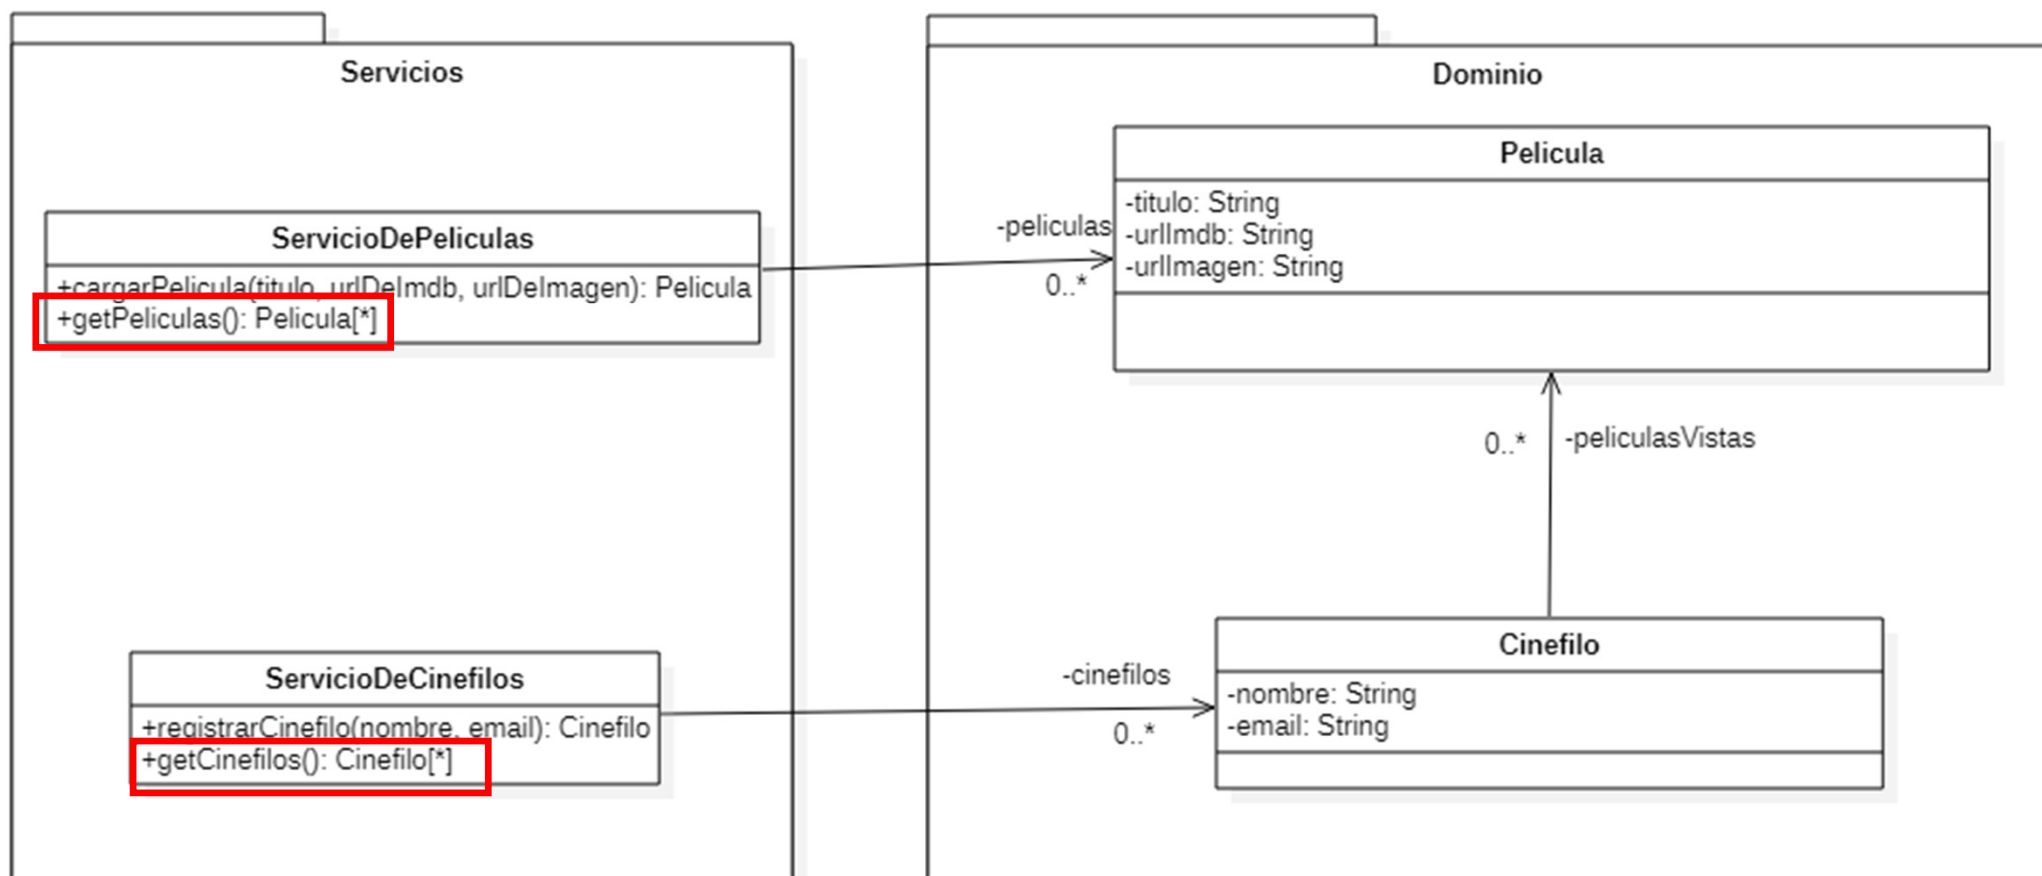 Servicios
ServicioDePeliculas
+cargarPelicula(titulo, urlDeImdb, urlDeImagen): Pelicula
+getPeliculas(): Pelicula[*]
ServicioDeCinefilos
+registrarCinefilo(nombre, email): Cinefilo
+getCinefilos(): Cinefilo[*]
Dominio
-peliculas
0..*
Pelicula
-titulo: String
-urlImdb: String
-urlImagen: String
0..*
-peliculasVistas
-cinefilos
0..*
Cinefilo
-nombre: String
-email: String